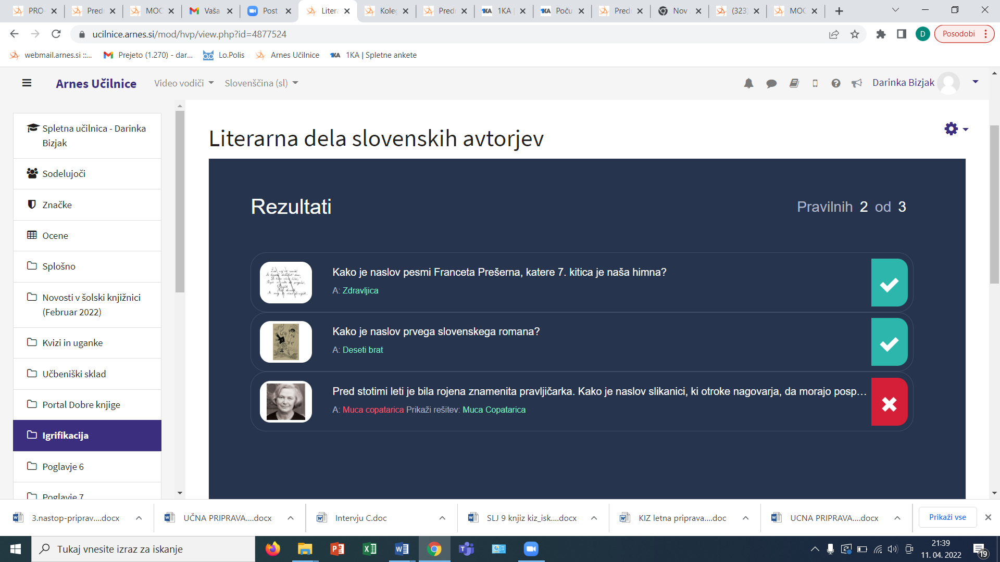 PRO-
Predr
MOC
Vaša
Post
Litera
Koleg
Predr
1KA |
Poču
Predr
Nov
(323)
MOC
ucilnice.arnes.si/mod/hvp/view.php?id=4877524
D
Posodobi
webmail.arnes.si ::...
Prejeto (1.270) - dar...
Lo.Polis
Arnes Učilnice
1KA | Spletne ankete
Arnes Učilnice
Video vodiči
Slovenščina (sl)
Darinka Bizjak
Spletna učilnica - Darinka
Bizjak
Sodelujoči
Značke
Ocene
Splošno
Novosti v šolski knjižnici
(Februar 2022)
Kvizi in uganke
Učbeniški sklad
Portal Dobre knjige
Igrifikacija
Poglavje 6
Poglavje 7
Literarna dela slovenskih avtorjev
Rezultati
Pravilnih 2 od 3
Kako je naslov pesmi Franceta Prešerna, katere 7. kitica je naša himna?
A: Zdravljica
Kako je naslov prvega slovenskega romana?
A: Deseti brat
Pred stotimi leti je bila rojena znamenita pravljičarka. Kako je naslov slikanici, ki otroke nagovarja, da morajo posp...
A: Muca copatarica Prikaži rešitev: Muca Copatarica
3.nastop-priprav....docx
UČNA PRIPRAVA....docx
Intervju C.doc
SLJ 9 knjiz kiz_isk....docx
KIZ letna priprava....doc
UCNA PRIPRAVA....docx
Prikaži vse
Tukaj vnesite izraz za iskanje
21:39
11. 04. 2022
19